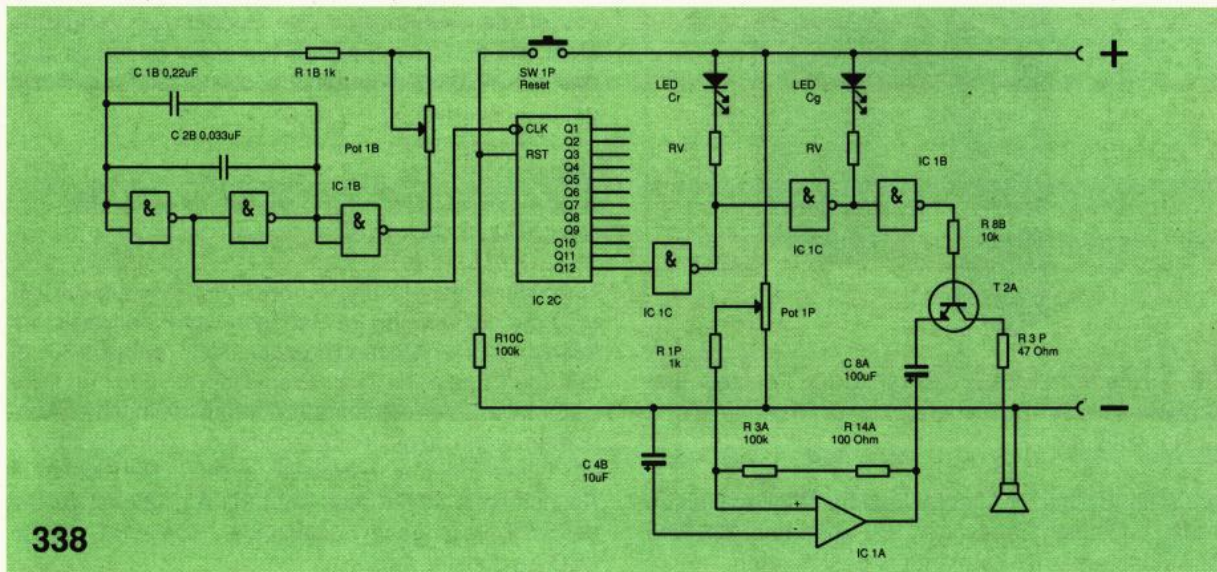 C 1B 0,22uF
R 1B 1k
C 2B 0,033uF
Pot 1B
IC 1B
&
&
&
SW 1P
Reset
CLK
RST
Q1
Q2
Q3
Q4
Q5
Q6
Q7
Q8
Q9
Q10
Q11
Q12
IC 2C
R10C
100k
&
IC 1C
LED
Cr
RV
LED
Cg
RV
&
IC 1C
&
IC 1B
R 8B
10k
T 2A
Pot 1P
R 1P
1k
C 8A
100uF
R 3 P
47 Ohm
+
−
C 4B
10uF
R 3A
100k
R 14A
100 Ohm
+
-
IC 1A
338